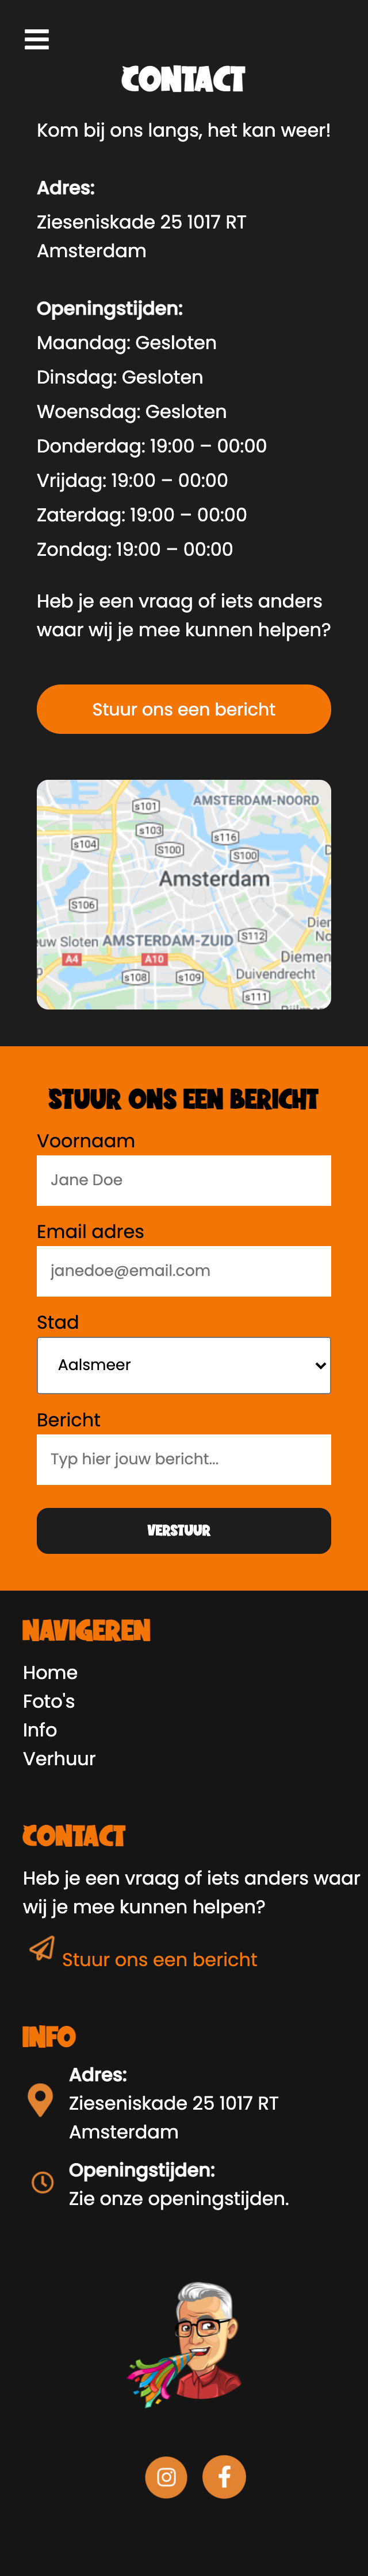 CONTACT
Kom bij ons langs, het kan weer!
Adres:
Zieseniskade 25 1017 RT
Amsterdam
Openingstijden:
Maandag: Gesloten
Dinsdag: Gesloten
Woensdag: Gesloten
Donderdag: 19:00 – 00:00
Vrijdag: 19:00 – 00:00
Zaterdag: 19:00 – 00:00
Zondag: 19:00 – 00:00
Heb je een vraag of iets anders
waar wij je mee kunnen helpen?
Stuur ons een bericht
s101
AMSTERDAM-NOORD
s103
s104
s116
S100
S100
Amsterdam
S106
Dier
No
euw Sloten
AMSTERDAM-ZUID
S112
A4
A10
Diemen
s108
s109
Duivendrecht
s111
STUUR ONS EEN BERICHT
Voornaam
Jane Doe
Email adres
janedoe@email.com
Stad
Aalsmeer
Bericht
Typ hier jouw bericht...
VERSTUUR
NAVIGEREN
Home
Foto's
Info
Verhuur
CONTACT
Heb je een vraag of iets anders waar
wij je mee kunnen helpen?
Stuur ons een bericht
INFO
Adres:
Zieseniskade 25 1017 RT
Amsterdam
Openingstijden:
Zie onze openingstijden.